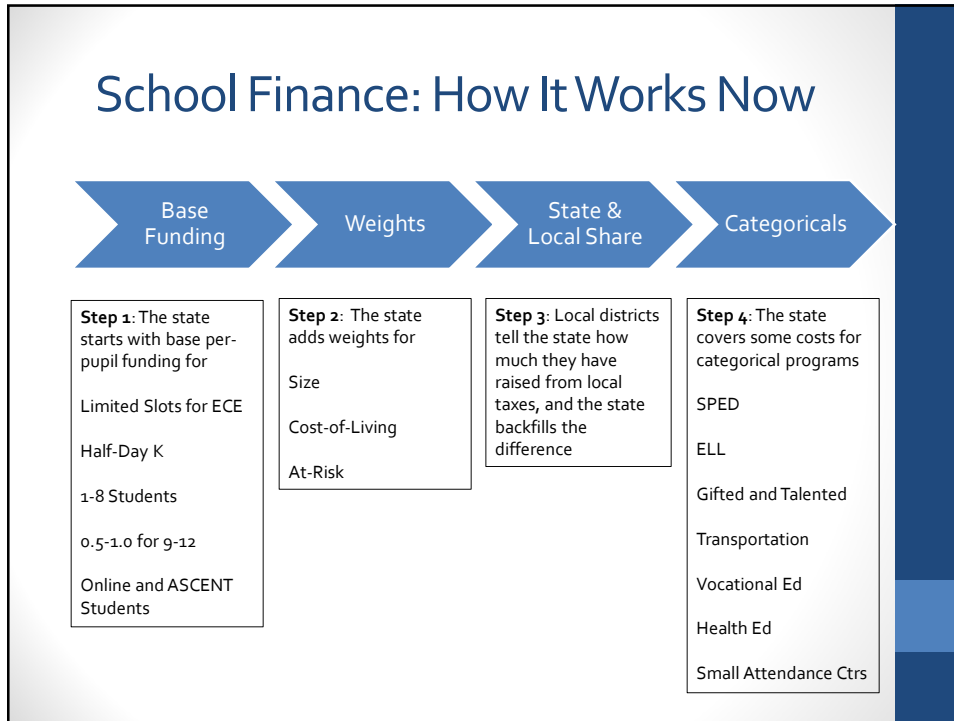 School Finance: How It Works Now
Base
Funding
Weights
State &
Local Share
Categoricals
Step 1: The state
starts with base per-
pupil funding for
Limited Slots for ECE
Half-Day K
1-8 Students
0.5-1.0 for 9-12
Online and ASCENT
Students
Step 2:  The state
adds weights for
Size
Cost-of-Living
At-Risk
Step 3: Local districts
tell the state how
much they have
raised from local
taxes, and the state
backfills the
difference
Step 4: The state
covers some costs for
categorical programs
SPED
ELL
Gifted and Talented
Transportation
Vocational Ed
Health Ed
Small Attendance Ctrs